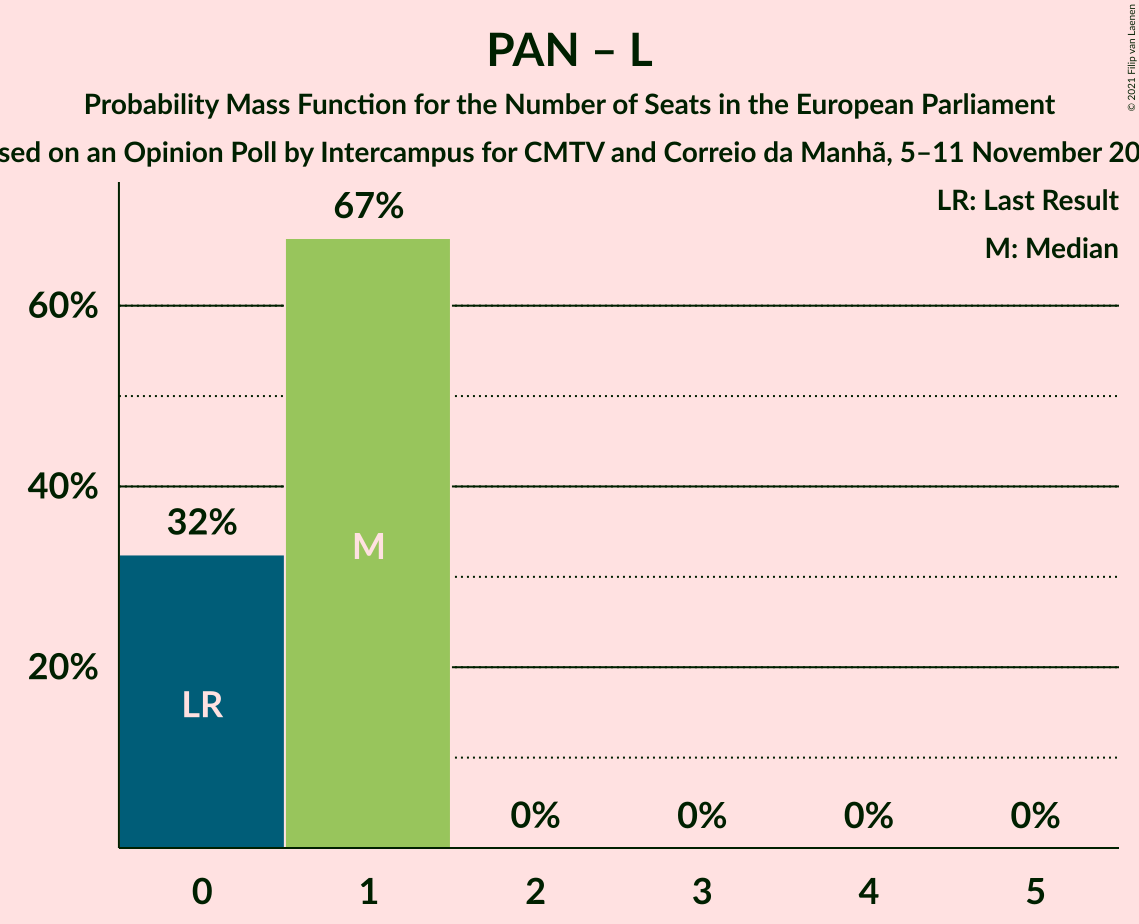 PAN – L
Probability Mass Function for the Number of Seats in the European Parliament
sed on an Opinion Poll by Intercampus for CMTV and Correio da Manhã, 5–11 November 20
© 2021 Filip van Laenen
LR: Last Result
M: Median
67%
60%
40%
32%
M
20%
LR
0% 0% 0% 0%
0 1 2 3 4 5